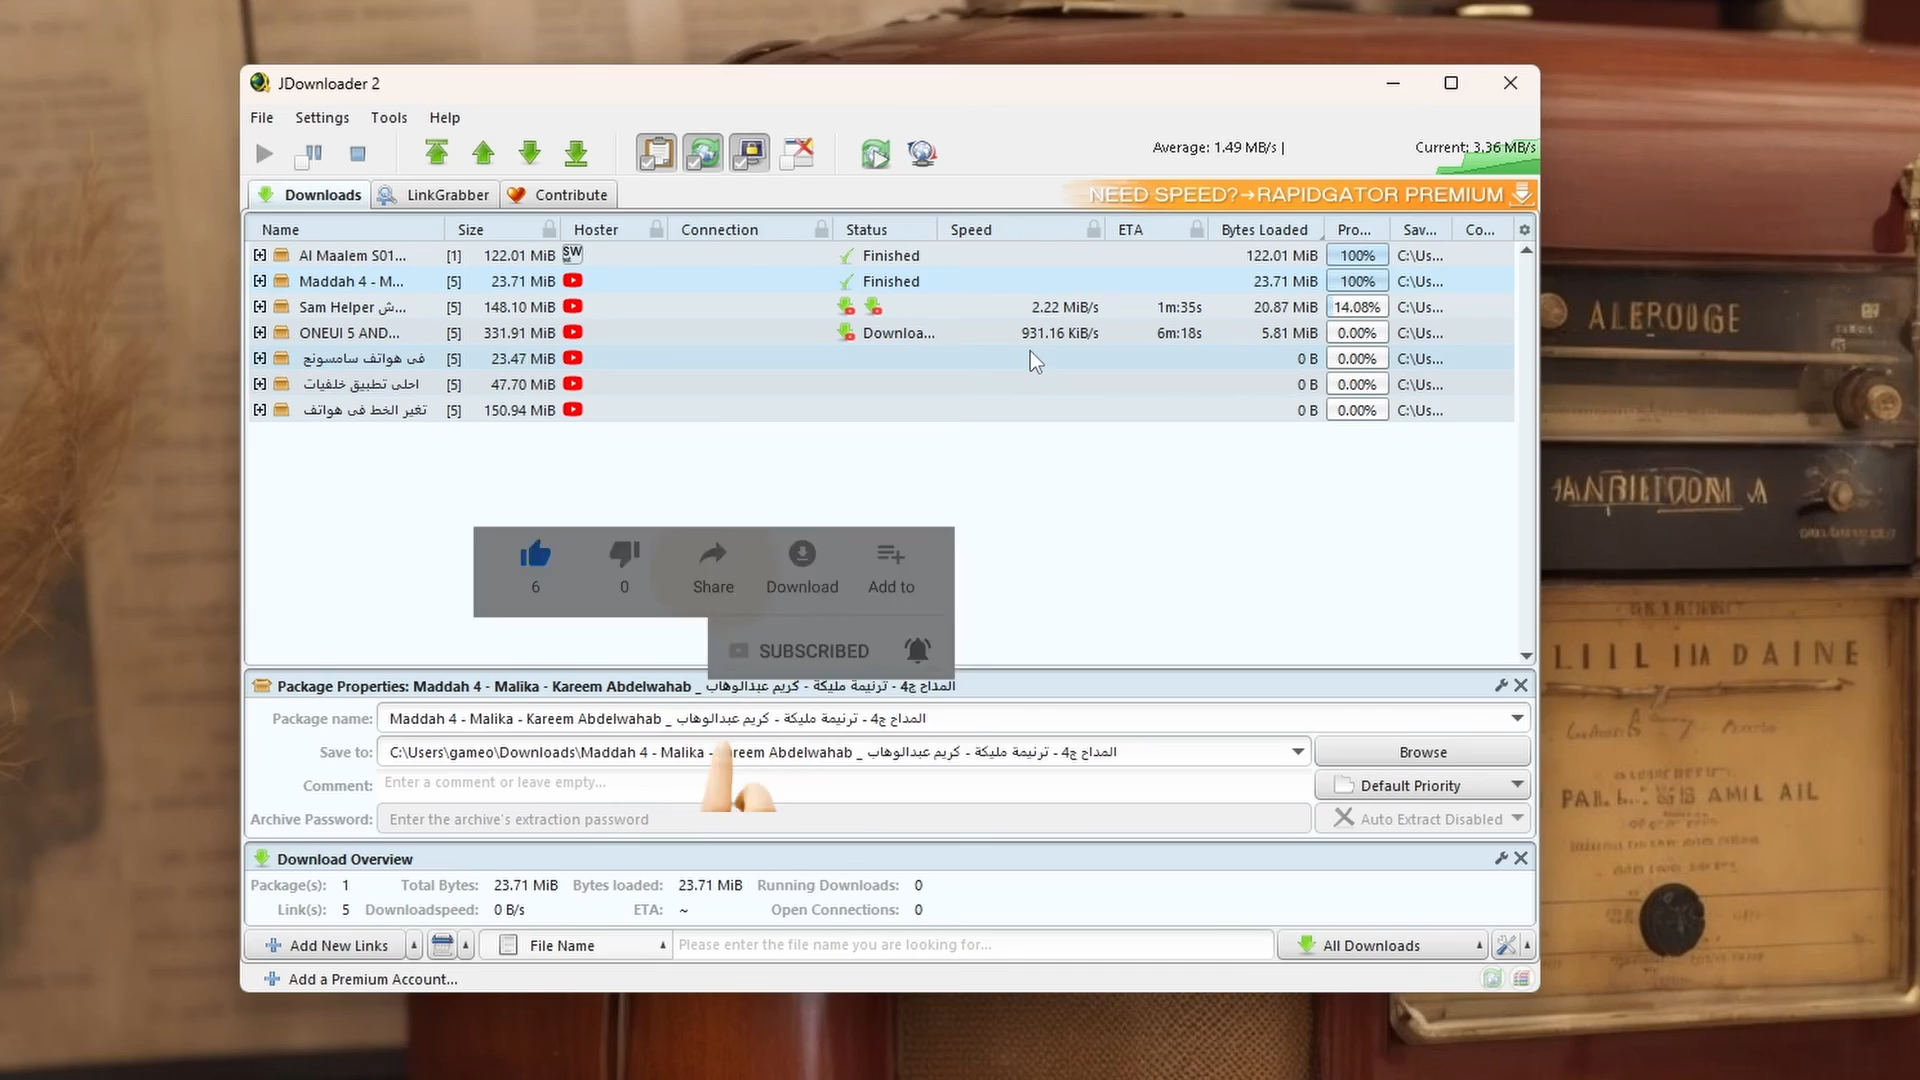 JDownloader 2
File Settings Tools Help
Average: 1.49 MB/s | Current: 3.36 MB/s
Downloads LinkGrabber Contribute NEED SPEED?→RAPIDGATOR PREMIUM
Name Size Hoster Connection Status Speed ETA Bytes Loaded Pro... Sav... Co...
Al Maalem S01... [1] 122.01 MiB SW Finished 122.01 MiB 100% C:\Us...
Maddah 4 - M... [5] 23.71 MiB Finished 23.71 MiB 100% C:\Us...
Sam Helper ش... [5] 148.10 MiB 2.22 MiB/s 1m:35s 20.87 MiB 14.08% C:\Us...
ONEUI 5 AND... [5] 331.91 MiB Downloa... 931.16 KiB/s 6m:18s 5.81 MiB 0.00% C:\Us...
فى هواتف سامسونج [5] 23.47 MiB 0 B 0.00% C:\Us...
احلى تطبيق خلفيات [5] 47.70 MiB 0 B 0.00% C:\Us...
تغير الخط فى هواتف [5] 150.94 MiB 0 B 0.00% C:\Us...
6 0 Share Download Add to
SUBSCRIBED
Package Properties: Maddah 4 - Malika - Kareem Abdelwahab _ المداح ج4 - ترنيمة مليكة - كريم عبدالوهاب
Package name: Maddah 4 - Malika - Kareem Abdelwahab _ المداح ج4 - ترنيمة مليكة - كريم عبدالوهاب
Save to: C:\Users\gameo\Downloads\Maddah 4 - Malika - reem Abdelwahab _ المداح ج4 - ترنيمة مليكة - كريم عبدالوهاب Browse
Comment: Enter a comment or leave empty... Default Priority
Archive Password: Enter the archive's extraction password Auto Extract Disabled
Download Overview
Package(s): 1 Total Bytes: 23.71 MiB Bytes loaded: 23.71 MiB Running Downloads: 0
Link(s): 5 Downloadspeed: 0 B/s ETA: ~ Open Connections: 0
Add New Links File Name Please enter the file name you are looking for... All Downloads
Add a Premium Account...